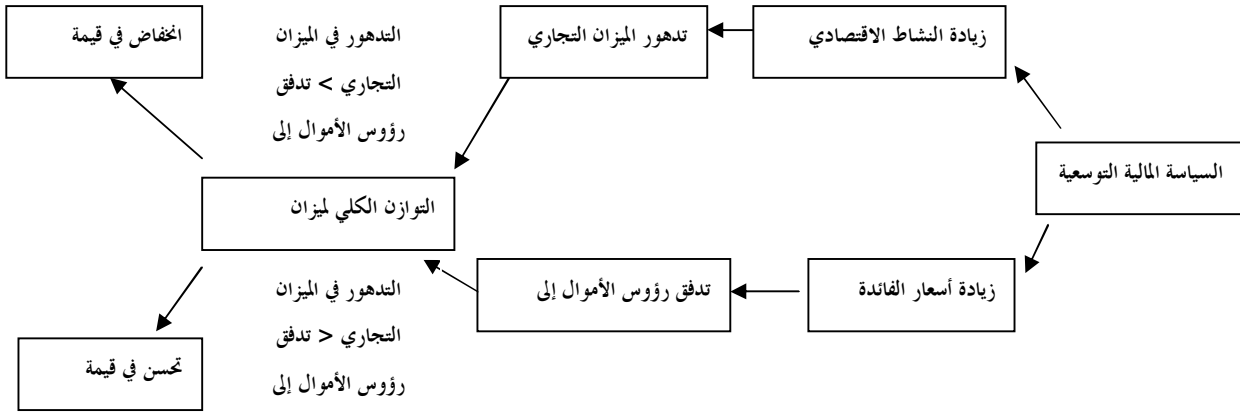 السياسة المالية التوسعية
زيادة النشاط الاقتصادي
تدهور الميزان التجاري
زيادة أسعار الفائدة
تدفق رؤوس الأموال إلى
التوازن الكلي لميزان
التدهور في الميزان
التجاري > تدفق
رؤوس الأموال إلى
انخفاض في قيمة
التدهور في الميزان
التجاري < تدفق
رؤوس الأموال إلى
تحسن في قيمة